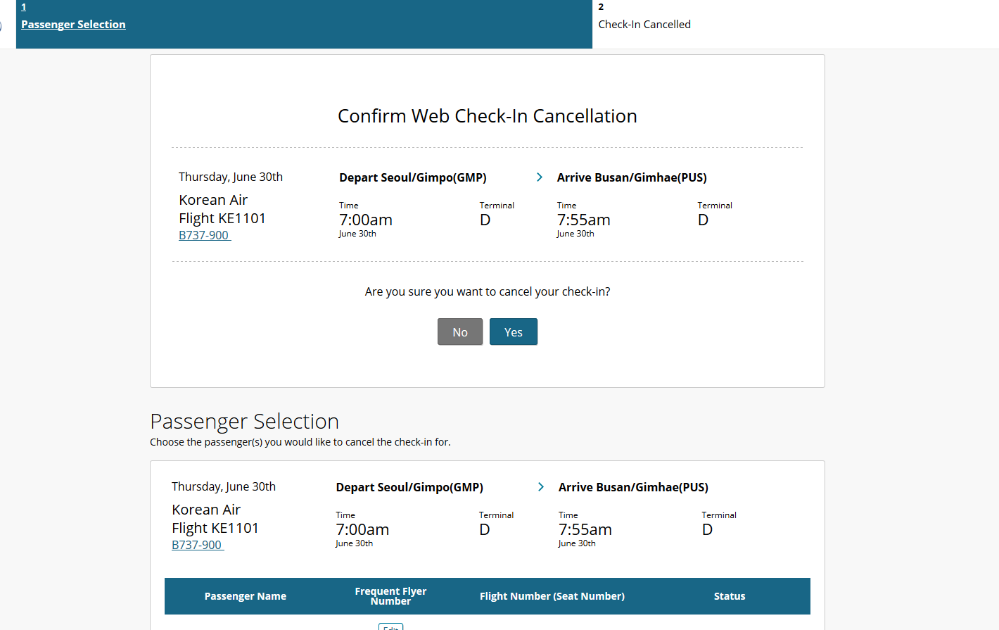 1
Passenger Selection
2
Check-In Cancelled
Confirm Web Check-In Cancellation
Thursday, June 30th
Korean Air
Flight KE1101
B737-900
Depart Seoul/Gimpo(GMP)
Time
7:00am
June 30th
Terminal
D
Arrive Busan/Gimhae(PUS)
Time
7:55am
June 30th
Terminal
D
Are you sure you want to cancel your check-in?
No
Yes
Passenger Selection
Choose the passenger(s) you would like to cancel the check-in for.
Thursday, June 30th
Korean Air
Flight KE1101
B737-900
Depart Seoul/Gimpo(GMP)
Time
7:00am
June 30th
Terminal
D
Arrive Busan/Gimhae(PUS)
Time
7:55am
June 30th
Terminal
D
Passenger Name
Frequent Flyer
Number
Flight Number (Seat Number)
Status
Edit